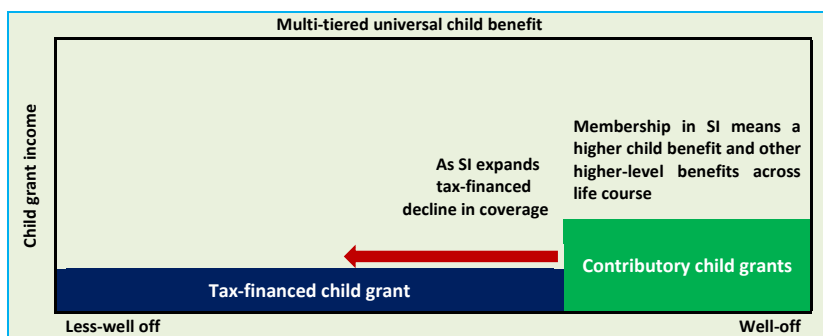 Multi-tiered universal child benefit
Child grant income
Membership in SI means a
higher child benefit and other
higher-level benefits across
life course
As SI expands
tax-financed
decline in coverage
Contributory child grants
Tax-financed child grant
Less-well off
Well-off